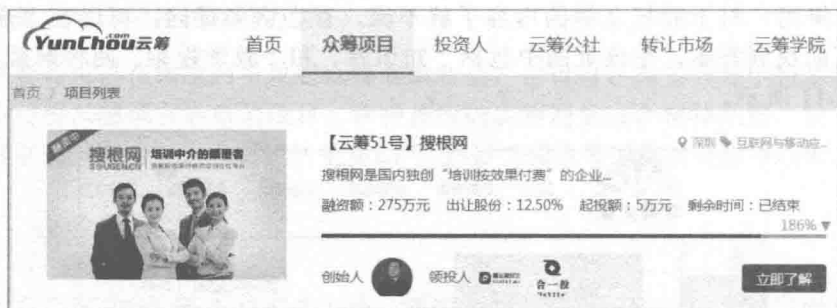 .com
YunChou云筹
首页 众筹项目 投资人 云筹公社 转让市场 云筹学院
首页 / 项目列表
融资中
搜根网 培训中介的颠覆者
SOUGEN.CN
【云筹51号】搜根网
深圳 互联网与移动应...
搜根网是国内独创“培训按效果付费”的企业...
融资额：275万元 出让股份：12.50% 起投额：5万元 剩余时间：已结束
186%
创始人 领投人 合一投 立即了解